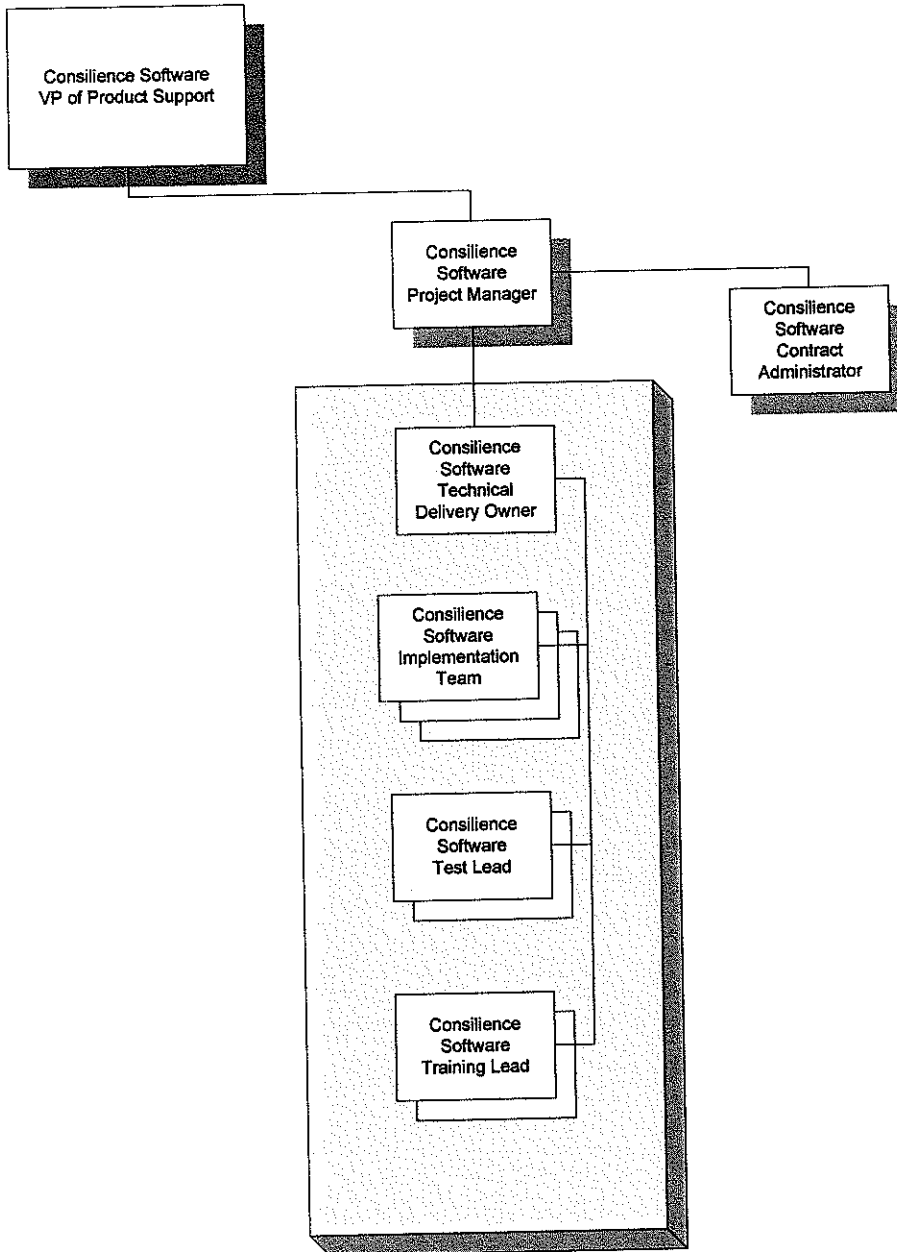 Consilience Software
VP of Product Support
Consilience
Software
Project Manager
Consilience
Software
Contract
Administrator
Consilience
Software
Technical
Delivery Owner
Consilience
Software
Implementation
Team
Consilience
Software
Test Lead
Consilience
Software
Training Lead